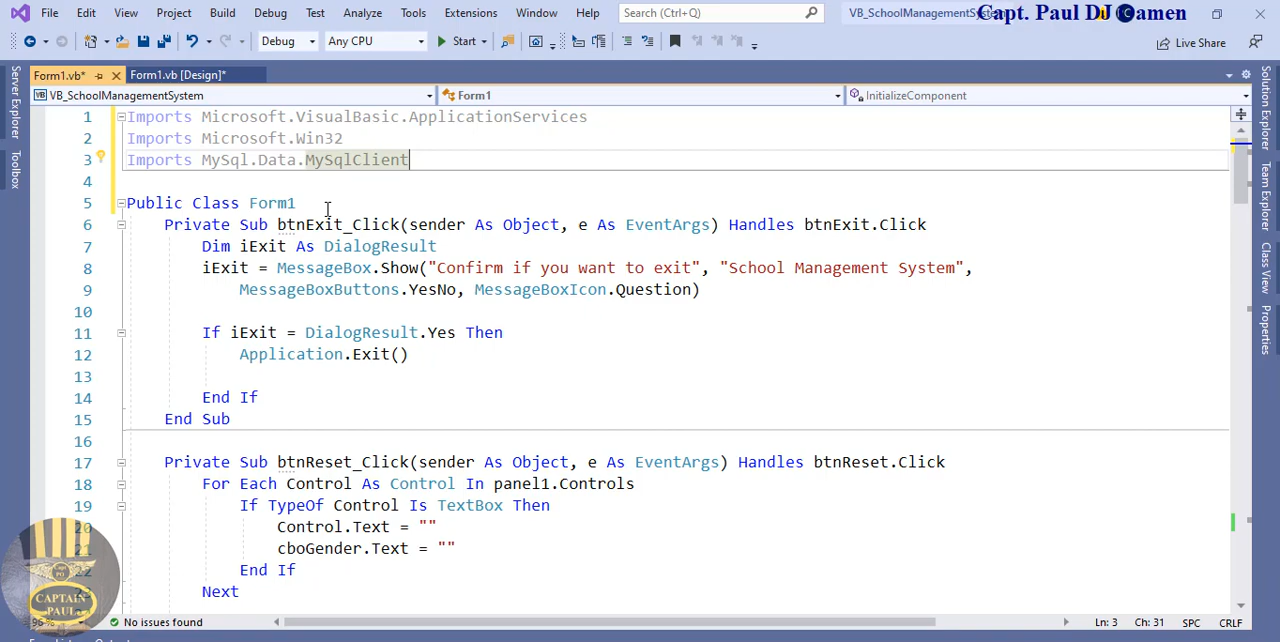 File Edit View Project Build Debug Test Analyze Tools Extensions Window Help Search (Ctrl+Q) VB_SchoolManagementSystem Capt. Paul DJ Oamen
Debug Any CPU Start Live Share
Form1.vb* Form1.vb [Design]*
VB_SchoolManagementSystem Form1 InitializeComponent
Server Explorer
Toolbox
Solution Explorer
Team Explorer
Class View
Properties
1 Imports Microsoft.VisualBasic.ApplicationServices
2 Imports Microsoft.Win32
3 Imports MySql.Data.MySqlClient
4
5 Public Class Form1
6 Private Sub btnExit_Click(sender As Object, e As EventArgs) Handles btnExit.Click
7 Dim iExit As DialogResult
8 iExit = MessageBox.Show("Confirm if you want to exit", "School Management System",
9 MessageBoxButtons.YesNo, MessageBoxIcon.Question)
10
11 If iExit = DialogResult.Yes Then
12 Application.Exit()
13
14 End If
15 End Sub
16
17 Private Sub btnReset_Click(sender As Object, e As EventArgs) Handles btnReset.Click
18 For Each Control As Control In panel1.Controls
19 If TypeOf Control Is TextBox Then
20 Control.Text = ""
21 cboGender.Text = ""
22 End If
Next
CAPTAIN
PAUL
No issues found Ln: 3 Ch: 31 SPC CRLF